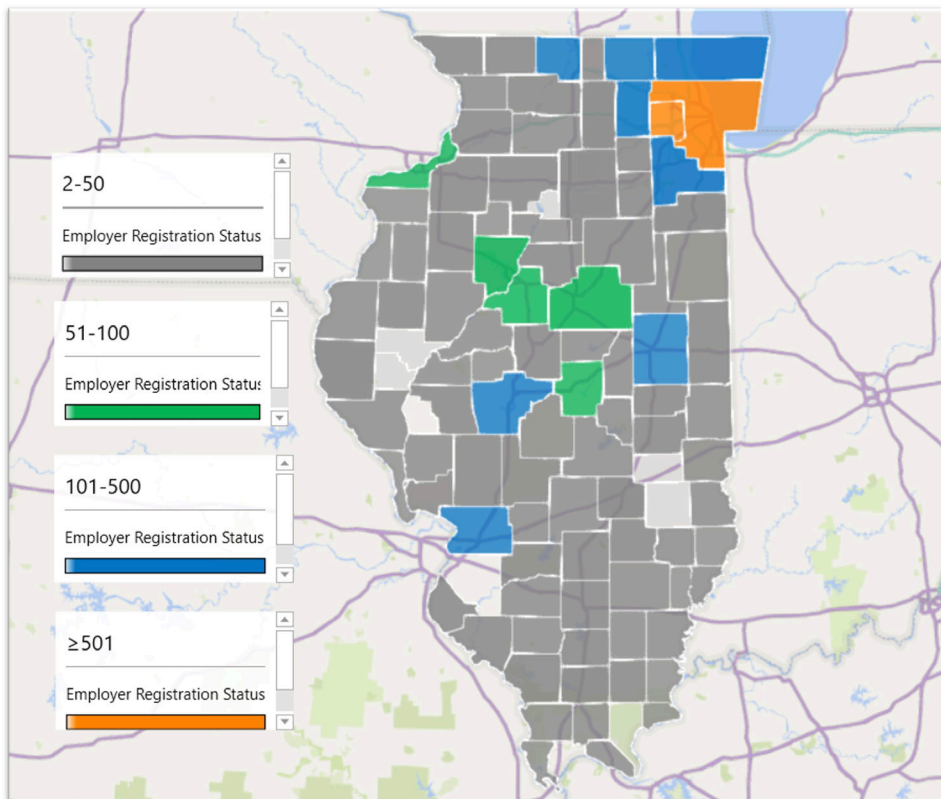 2-50
Employer Registration Status
51-100
Employer Registration Status
101-500
Employer Registration Status
≥501
Employer Registration Status